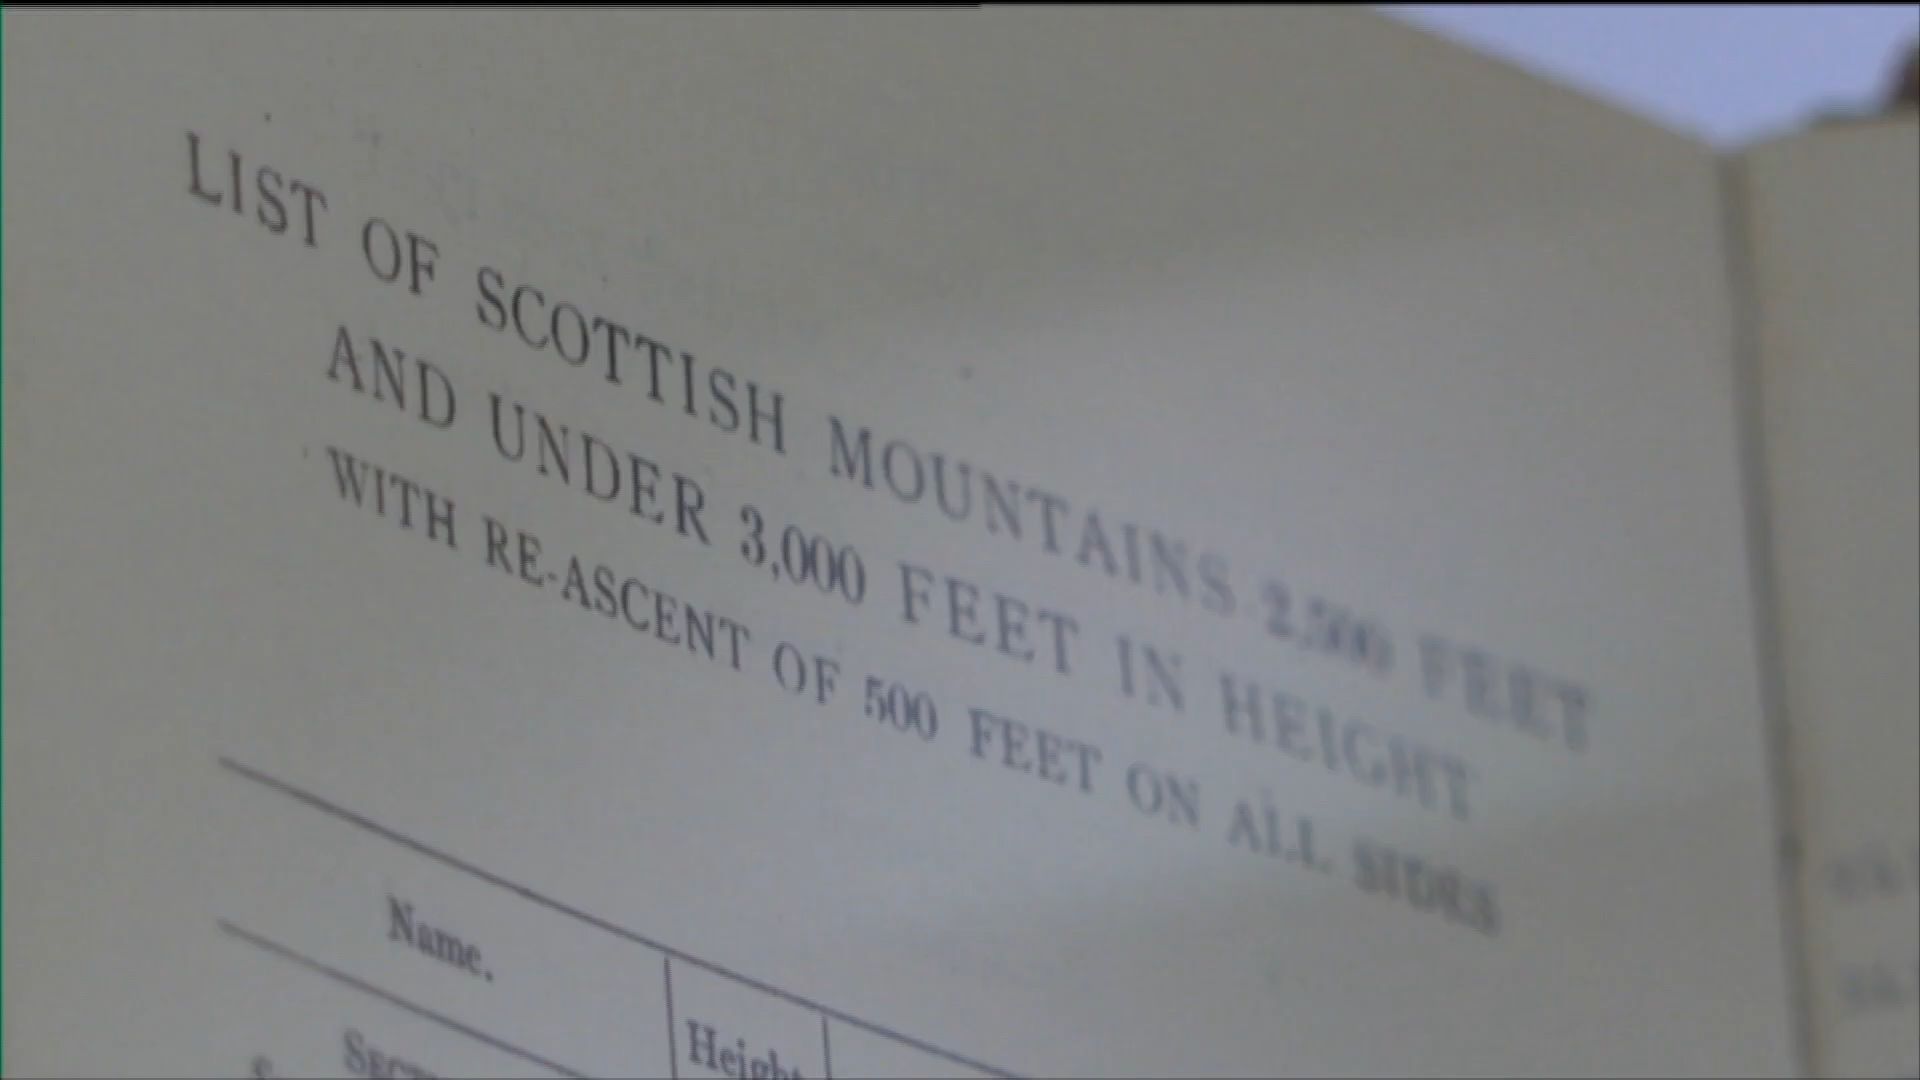 LIST OF SCOTTISH MOUNTAINS 2,500 FEET
AND UNDER 3,000 FEET IN HEIGHT
WITH RE-ASCENT OF 500 FEET ON ALL SIDES
Name.
Height